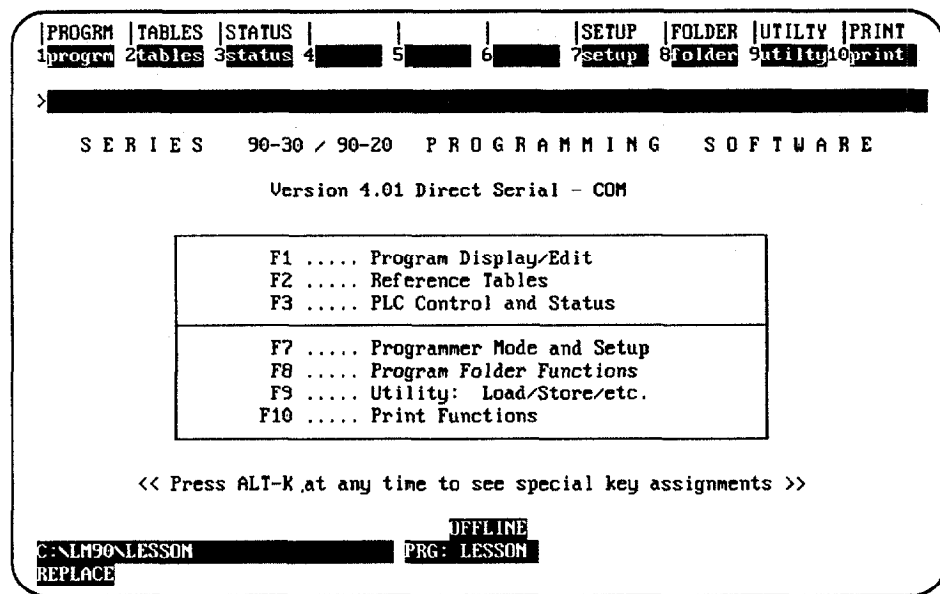 |PROGRM |TABLES |STATUS | | | |SETUP |FOLDER |UTILTY |PRINT
1progrm 2tables 3status 4 5 6 7setup 8folder 9utilty10print
>
S E R I E S 90-30 / 90-20 P R O G R A M M I N G S O F T W A R E
Version 4.01 Direct Serial - COM
F1 ..... Program Display/Edit
F2 ..... Reference Tables
F3 ..... PLC Control and Status
F7 ..... Programmer Mode and Setup
F8 ..... Program Folder Functions
F9 ..... Utility: Load/Store/etc.
F10 ..... Print Functions
<< Press ALT-K at any time to see special key assignments >>
OFFLINE
C:\LM90\LESSON PRG: LESSON
REPLACE